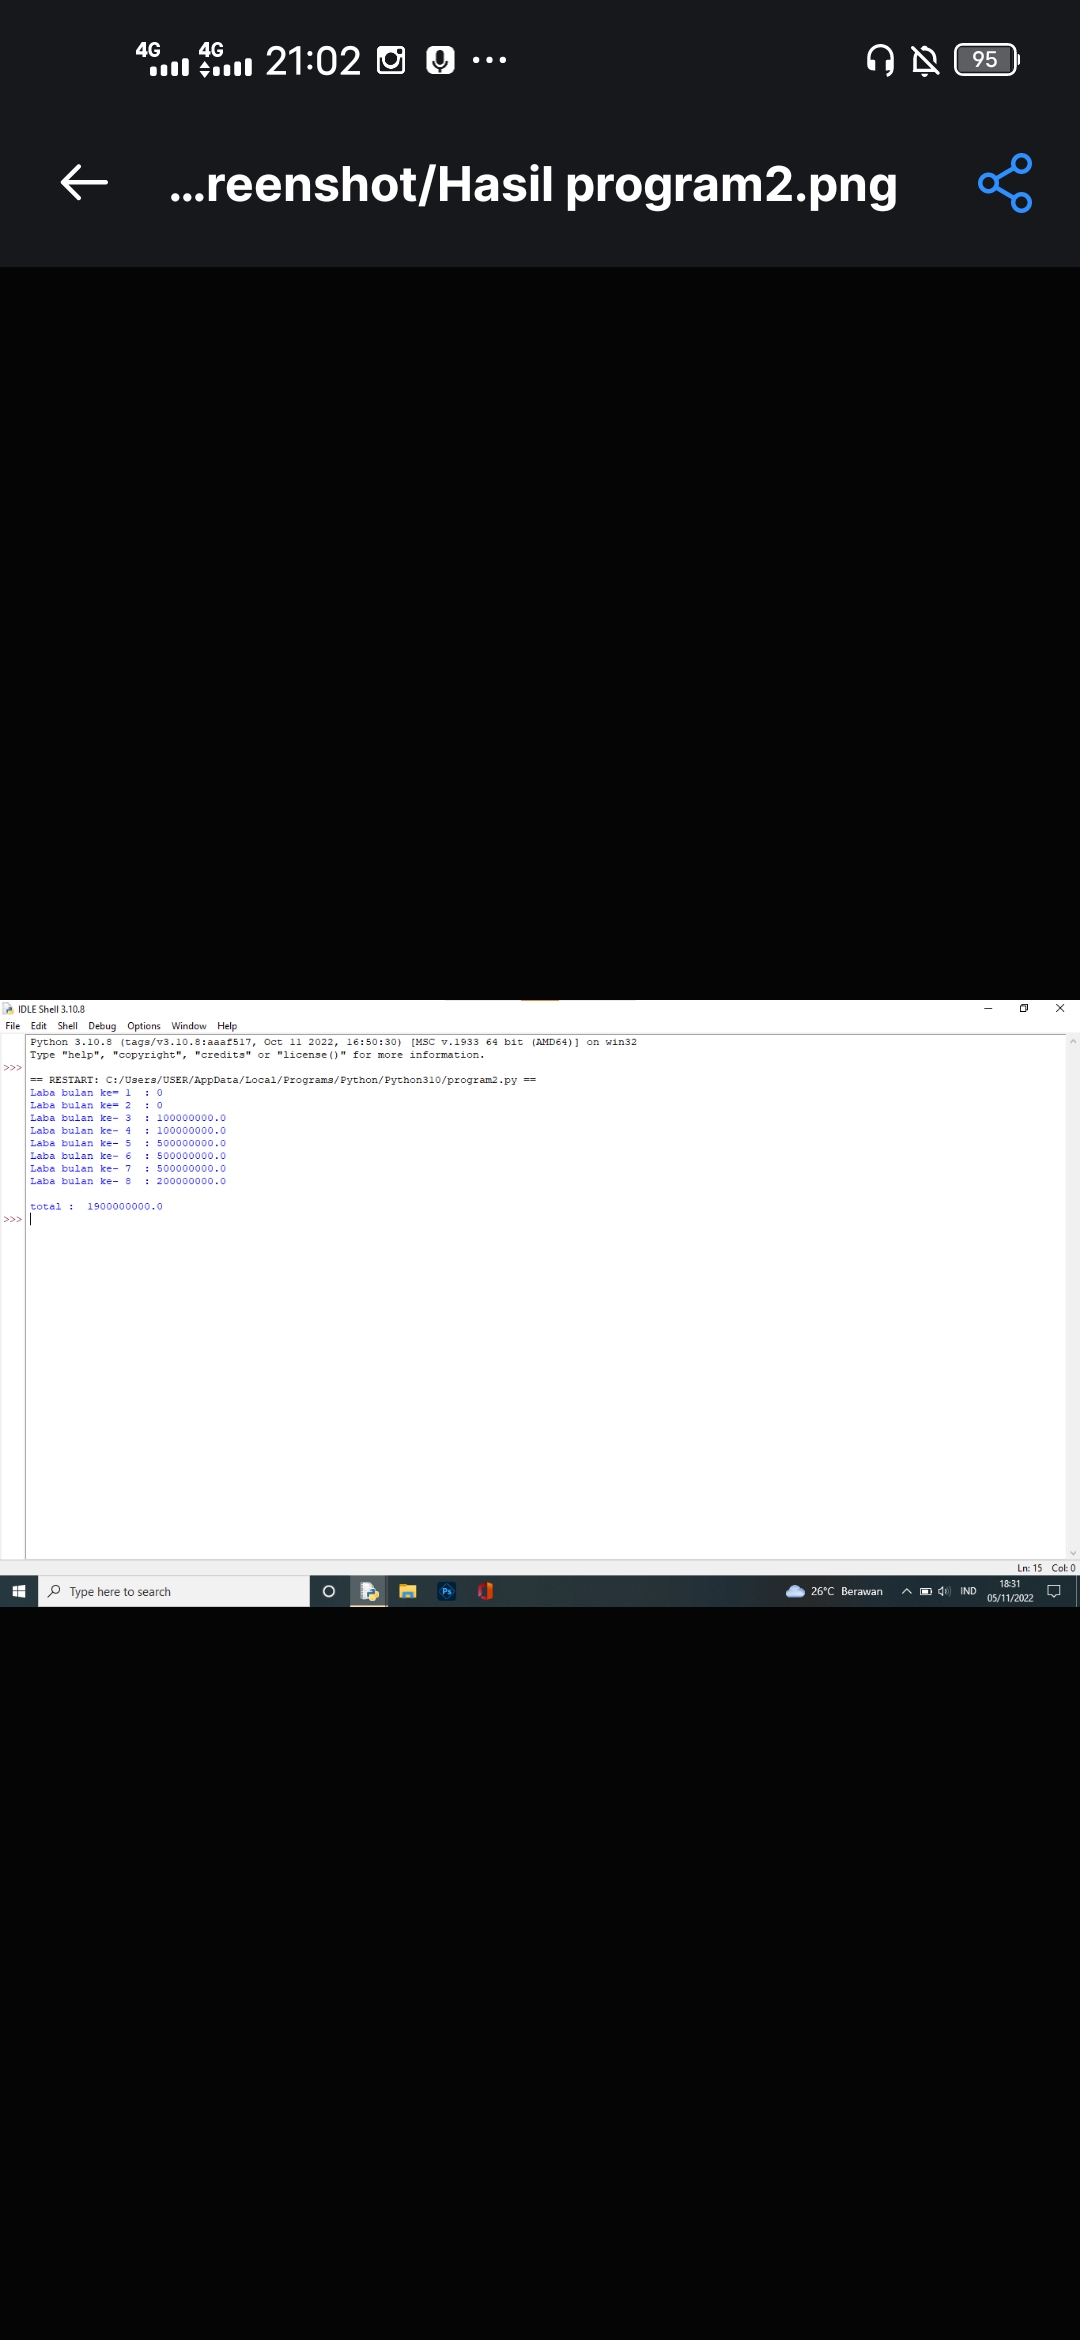 4G 4G 21:02 95
...reenshot/Hasil program2.png
IDLE Shell 3.10.8
File Edit Shell Debug Options Window Help
Python 3.10.8 (tags/v3.10.8:aaaf517, Oct 11 2022, 16:50:30) [MSC v.1933 64 bit (AMD64)] on win32
Type "help", "copyright", "credits" or "license()" for more information.
>>>
== RESTART: C:/Users/USER/AppData/Local/Programs/Python/Python310/program2.py ==
Laba bulan ke= 1 : 0
Laba bulan ke= 2 : 0
Laba bulan ke- 3 : 100000000.0
Laba bulan ke- 4 : 100000000.0
Laba bulan ke- 5 : 500000000.0
Laba bulan ke- 6 : 500000000.0
Laba bulan ke- 7 : 500000000.0
Laba bulan ke- 8 : 200000000.0
total : 1900000000.0
>>>
Ln: 15 Col: 0
Type here to search
Ps
26°C Berawan
IND
18:31
05/11/2022